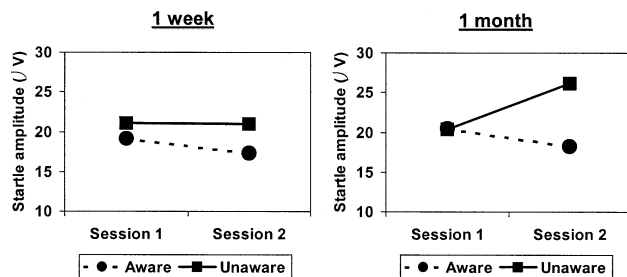 1 week
Startle amplitude (μV)
30
25
20
15
10
Session 1 Session 2
Aware Unaware
1 month
Startle amplitude (μV)
30
25
20
15
10
Session 1 Session 2
Aware Unaware